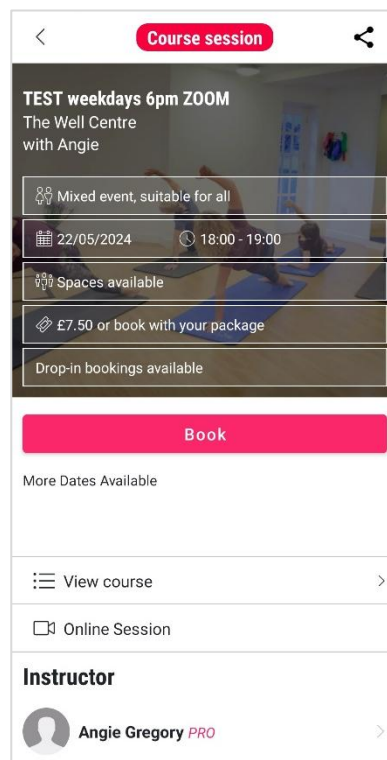 Course session
TEST weekdays 6pm ZOOM
The Well Centre
with Angie
Mixed event, suitable for all
22/05/2024 18:00 - 19:00
Spaces available
£7.50 or book with your package
Drop-in bookings available
Book
More Dates Available
View course
Online Session
Instructor
Angie Gregory PRO